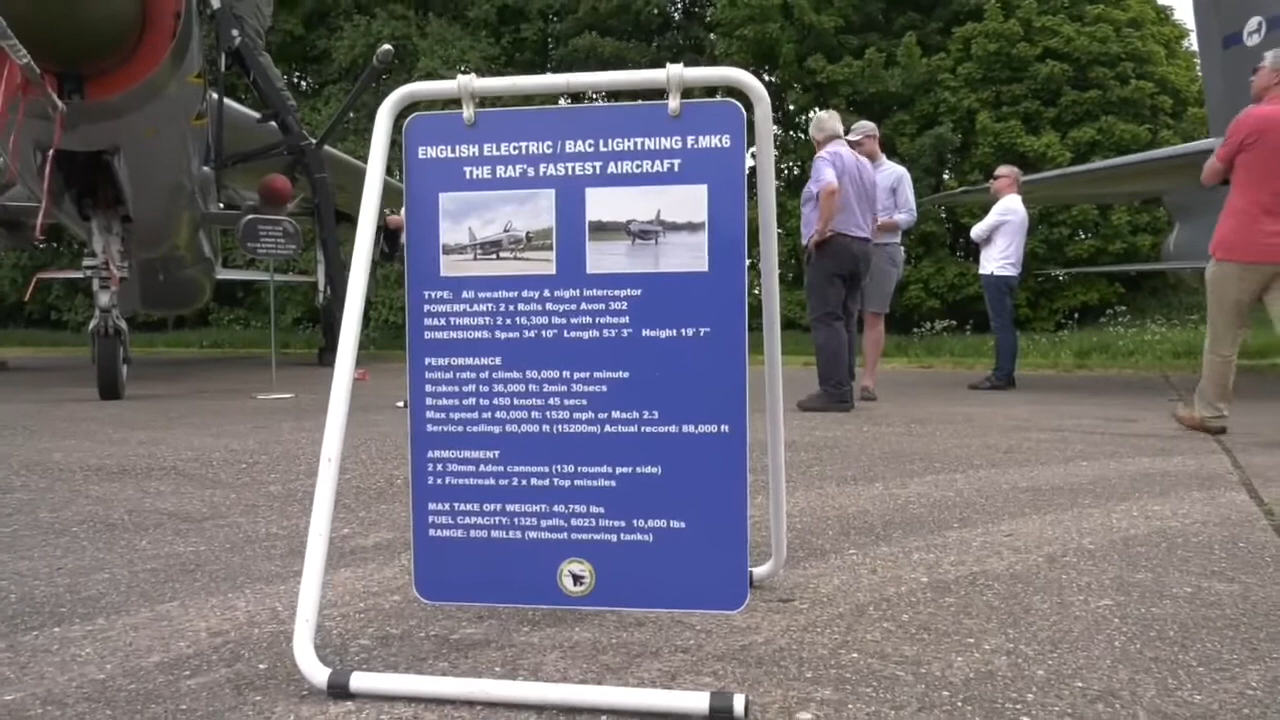 ENGLISH ELECTRIC / BAC LIGHTNING F.MK6
THE RAF's FASTEST AIRCRAFT
TYPE: All weather day & night interceptor
POWERPLANT: 2 x Rolls Royce Avon 302
MAX THRUST: 2 x 16,300 lbs with reheat
DIMENSIONS: Span 34' 10" Length 53' 3" Height 19' 7"
PERFORMANCE
Initial rate of climb: 50,000 ft per minute
Brakes off to 36,000 ft: 2min 30secs
Brakes off to 450 knots: 45 secs
Max speed at 40,000 ft: 1520 mph or Mach 2.3
Service ceiling: 60,000 ft (15200m) Actual record: 88,000 ft
ARMOURMENT
2 X 30mm Aden cannons (130 rounds per side)
2 x Firestreak or 2 x Red Top missiles
MAX TAKE OFF WEIGHT: 40,750 lbs
FUEL CAPACITY: 1325 galls, 6023 litres 10,600 lbs
RANGE: 800 MILES (Without overwing tanks)